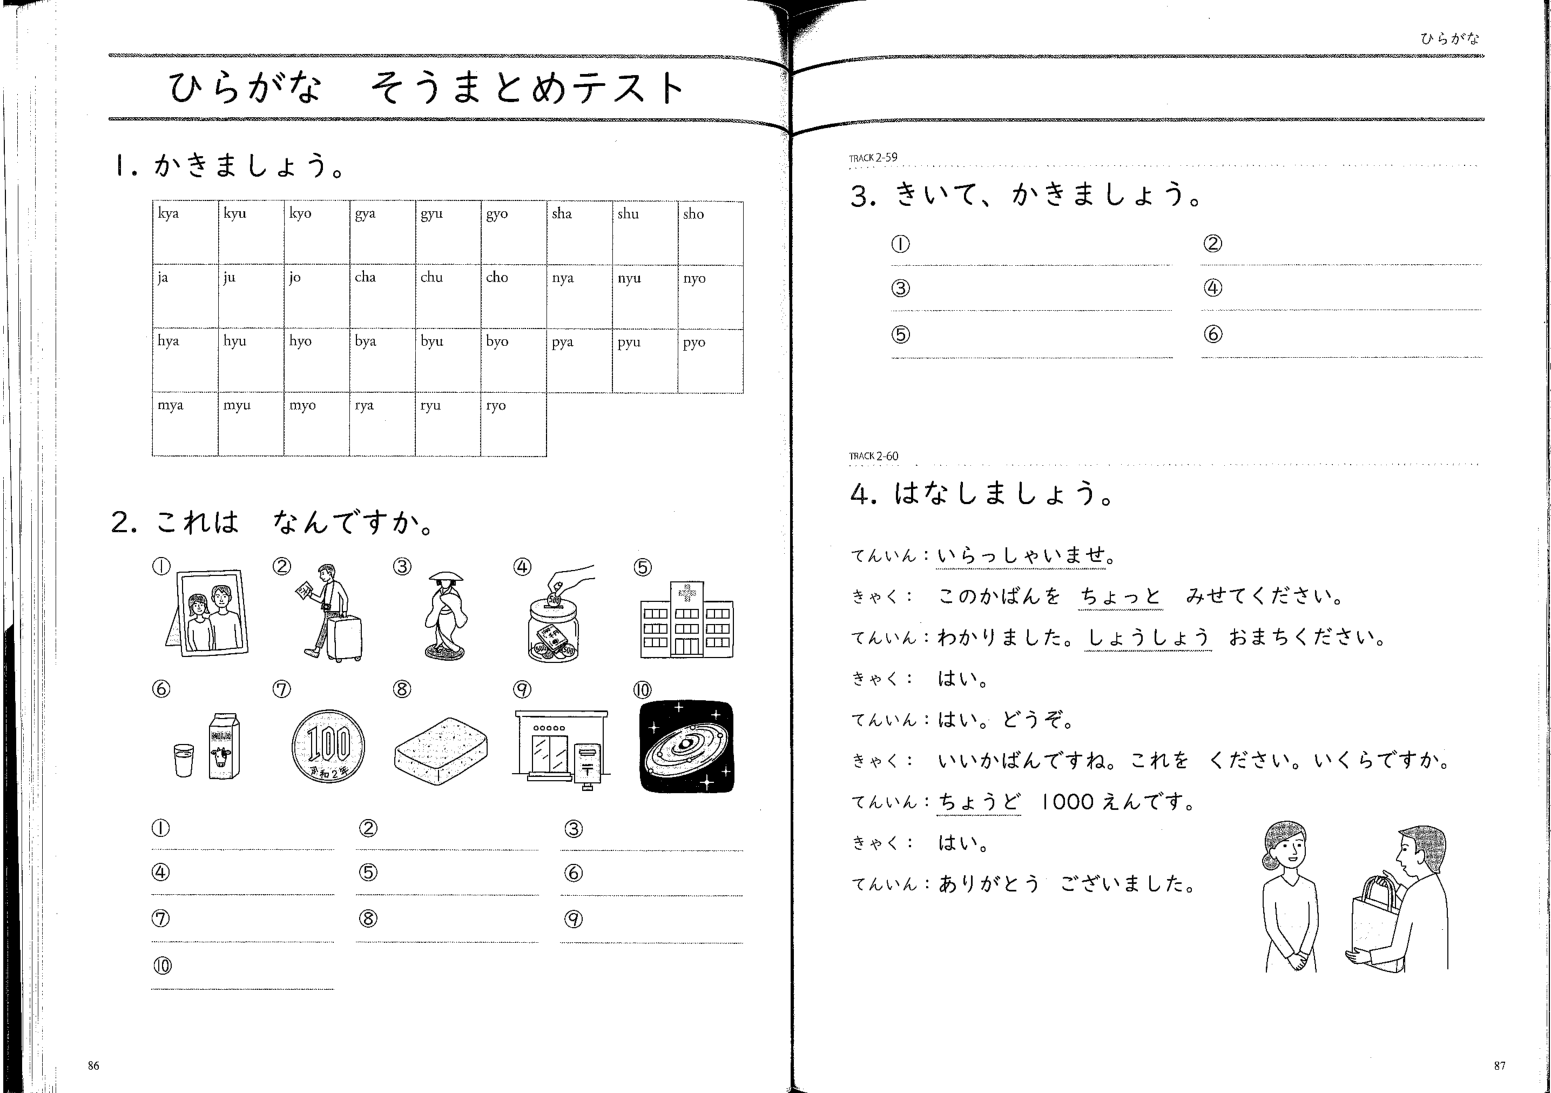 ひらがな　そうまとめテスト
1. かきましょう。
kya kyu kyo gya gyu gyo sha shu sho
ja ju jo cha chu cho nya nyu nyo
hya hyu hyo bya byu byo pya pyu pyo
mya myu myo rya ryu ryo
2. これは　なんですか。
① ② ③ ④ ⑤
⑥ ⑦ ⑧ ⑨ ⑩
100
令和2年
〒
① ② ③
④ ⑤ ⑥
⑦ ⑧ ⑨
⑩
86
ひらがな
TRACK 2-59
3. きいて、かきましょう。
① ②
③ ④
⑤ ⑥
TRACK 2-60
4. はなしましょう。
てんいん：いらっしゃいませ。
きゃく：　このかばんを　ちょっと　みせてください。
てんいん：わかりました。しょうしょう　おまちください。
きゃく：　はい。
てんいん：はい。どうぞ。
きゃく：　いいかばんですね。これを　ください。いくらですか。
てんいん：ちょうど　1000えんです。
きゃく：　はい。
てんいん：ありがとう　ございました。
87